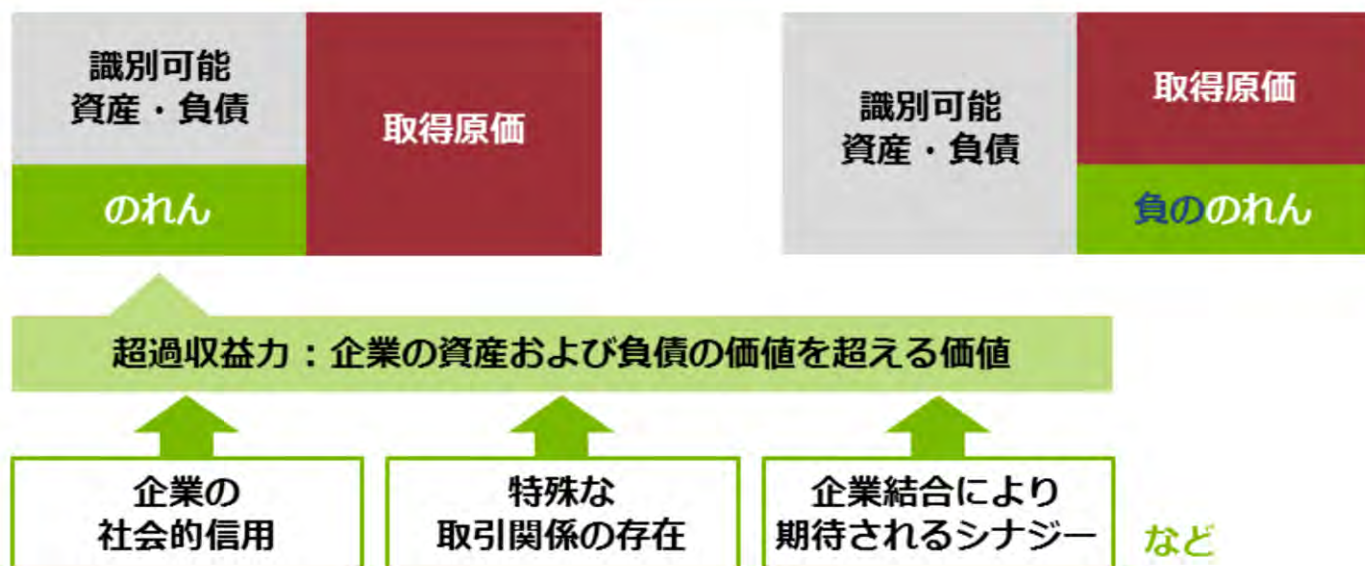 識別可能
資産・負債
取得原価
のれん
識別可能
資産・負債
取得原価
負ののれん
超過収益力：企業の資産および負債の価値を超える価値
企業の
社会的信用
特殊な
取引関係の存在
企業結合により
期待されるシナジー
など